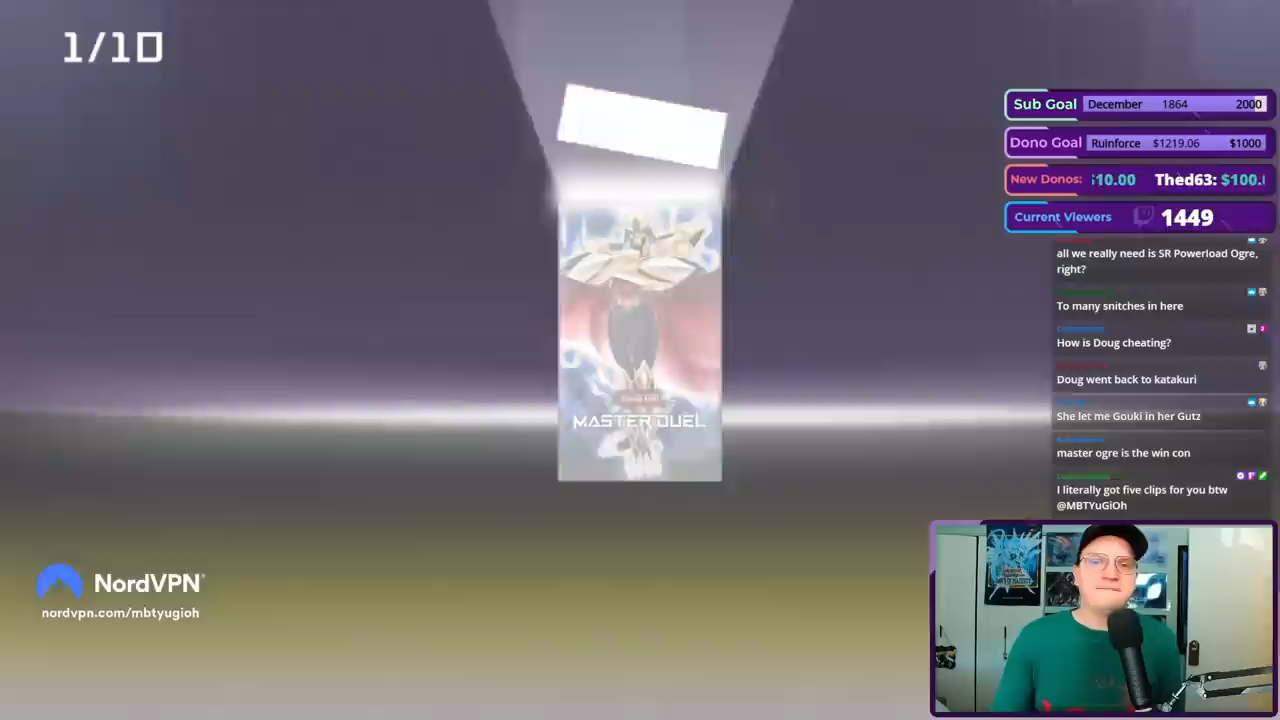 1/10
Sub Goal December 1864 2000
Dono Goal Ruinforce $1219.06 $1000
New Donos: $10.00 Thed63: $100.
Current Viewers 1449
all we really need is SR Powerload Ogre,
right?
To many snitches in here
How is Doug cheating?
Doug went back to katakuri
She let me Gouki in her Gutz
master ogre is the win con
I literally got five clips for you btw
@MBTYuGiOh
MASTER DUEL
NordVPN
nordvpn.com/mbtyugioh